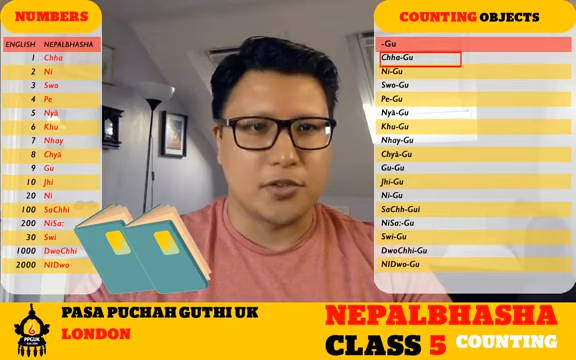 NUMBERS
ENGLISH NEPALBHASHA
1 Chha
2 Ni
3 Swo
4 Pe
5 Nyā
6 Khu
7 Nhay
8 Chyā
9 Gu
10 Jhi
20 Ni
100 SaChhi
200 NiSa:
30 Swi
1000 DwoChhi
2000 NIDwo
COUNTING OBJECTS
-Gu
Chha-Gu
Ni-Gu
Swo-Gu
Pe-Gu
Nyā-Gu
Khu-Gu
Nhay-Gu
Chyā-Gu
Gu-Gu
Jhi-Gu
Ni-Gu
SaChh-Gui
NiSa:-Gu
Swi-Gu
DwoChhi-Gu
NIDwo-Gu
PASA PUCHAH GUTHI UK
LONDON
PPGUK
NEPALBHASHA
CLASS 5 COUNTING